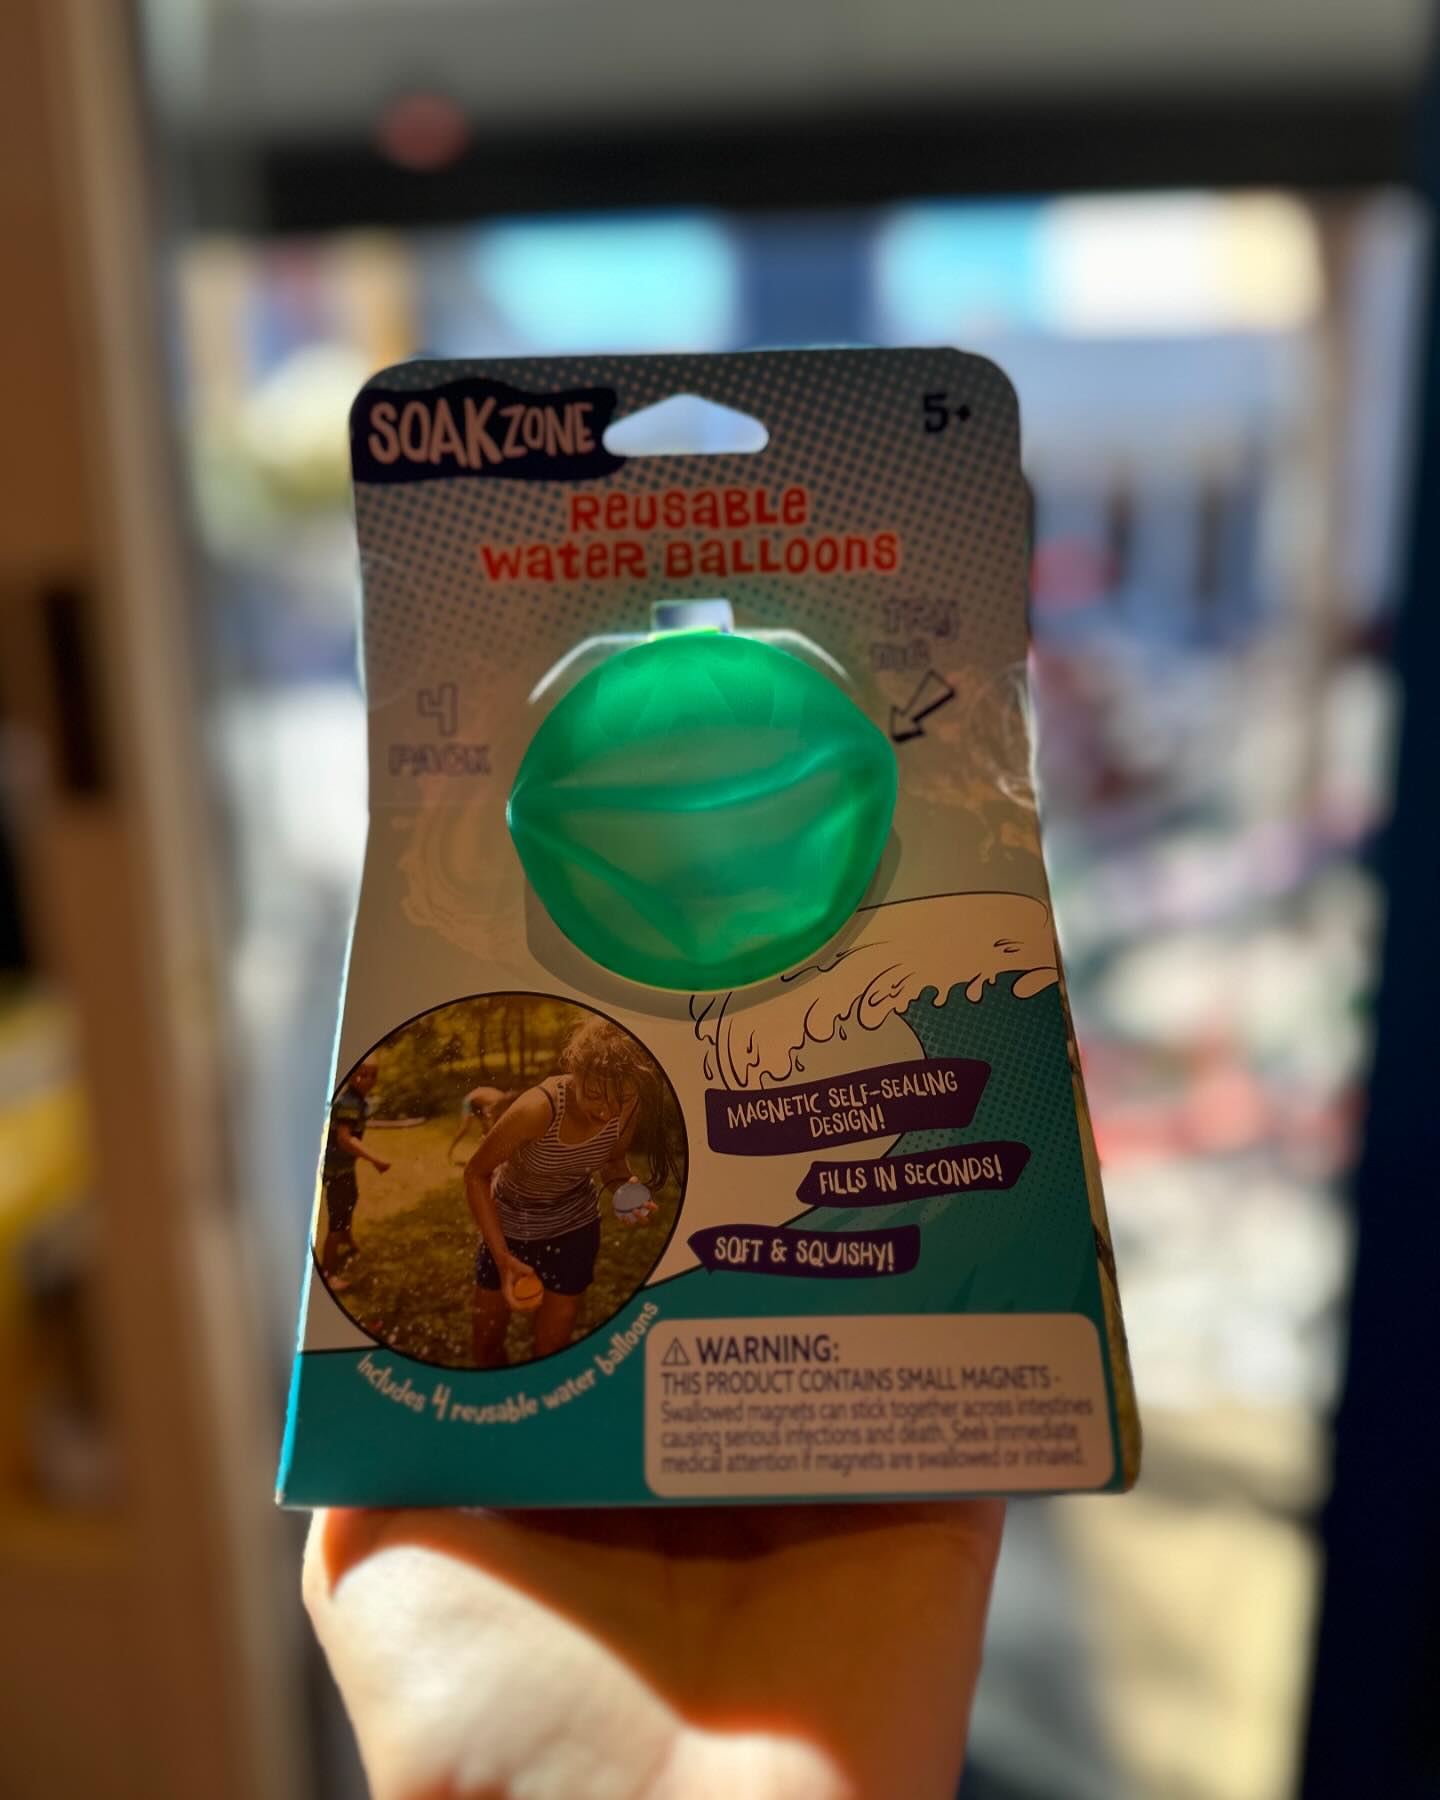 SOAKZONE
5+
REUSABLE
WATER BALLOONS
TRY
ME
4
PACK
MAGNETIC SELF-SEALING
DESIGN!
FILLS IN SECONDS!
SOFT & SQUISHY!
Includes 4 reusable water balloons
⚠ WARNING:
THIS PRODUCT CONTAINS SMALL MAGNETS -
Swallowed magnets can stick together across intestines
causing serious infections and death. Seek immediate
medical attention if magnets are swallowed or inhaled.